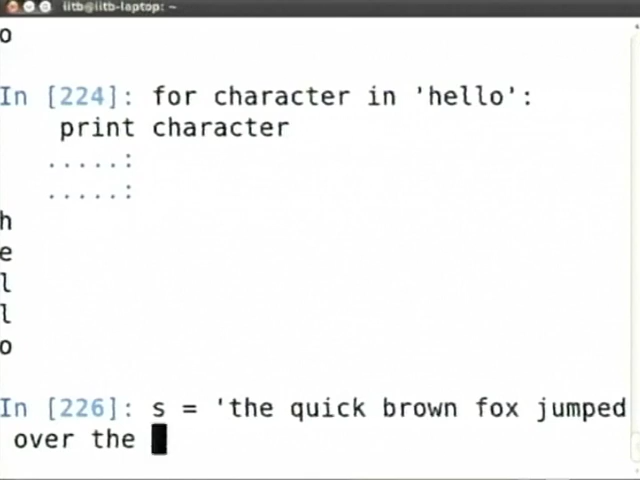 iitb@iitb-laptop: ~
o
In [224]: for character in 'hello':
    print character
   .....:
   .....:
h
e
l
l
o
In [226]: s = 'the quick brown fox jumped
 over the